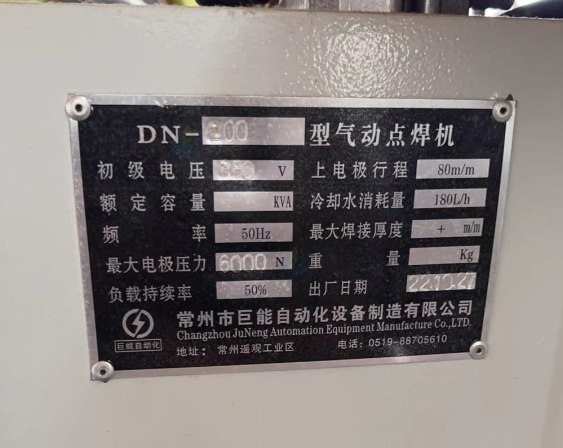 DN-200 型气动点焊机
初级电压 380 V 上电极行程 80m/m
额定容量 KVA 冷却水消耗量 180L/h
频率 50Hz 最大焊接厚度 + m/m
最大电极压力 6000 N 重量 Kg
负载持续率 50% 出厂日期 22.10.27
常州市巨能自动化设备制造有限公司
Changzhou JuNeng Automation Equipment Manufacture Co.,LTD.
巨能自动化 地址：常州遥观工业区 电话：0519-88705610